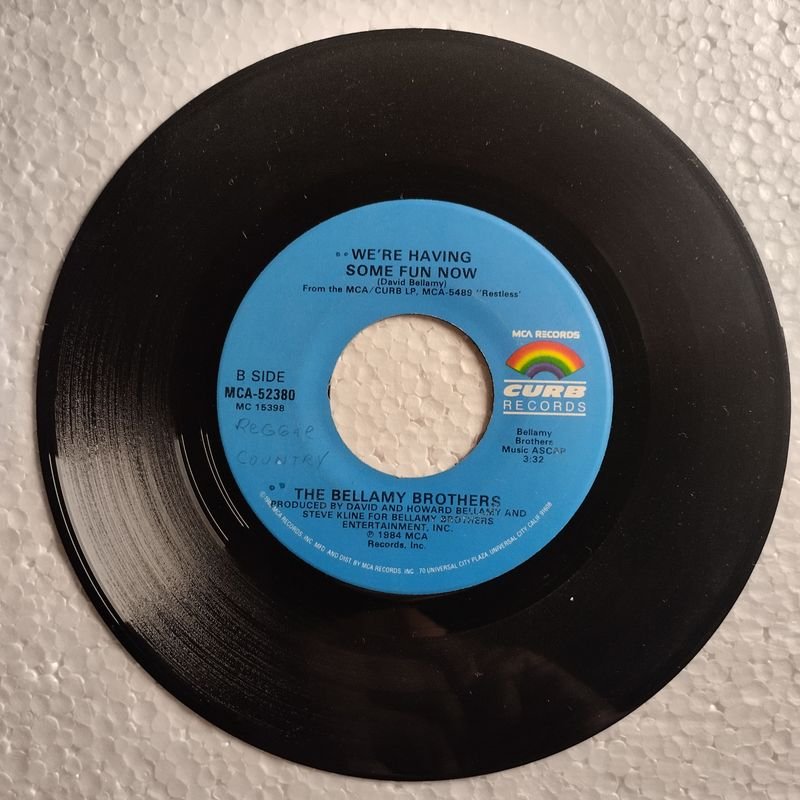 WE'RE HAVING
SOME FUN NOW
(David Bellamy)
From the MCA/CURB LP, MCA-5489 "Restless'
MCA RECORDS
CURB
RECORDS
B SIDE
MCA-52380
MC 15398
REGGAE
COUNTRY
Bellamy
Brothers
Music ASCAP
3:32
THE BELLAMY BROTHERS
PRODUCED BY DAVID AND HOWARD BELLAMY AND
STEVE KLINE FOR BELLAMY BROTHERS
ENTERTAINMENT, INC.
℗ 1984 MCA
Records, Inc.
MCA RECORDS, INC. MFD AND DIST BY MCA RECORDS, INC., 70 UNIVERSAL CITY PLAZA, UNIVERSAL CITY, CALIF